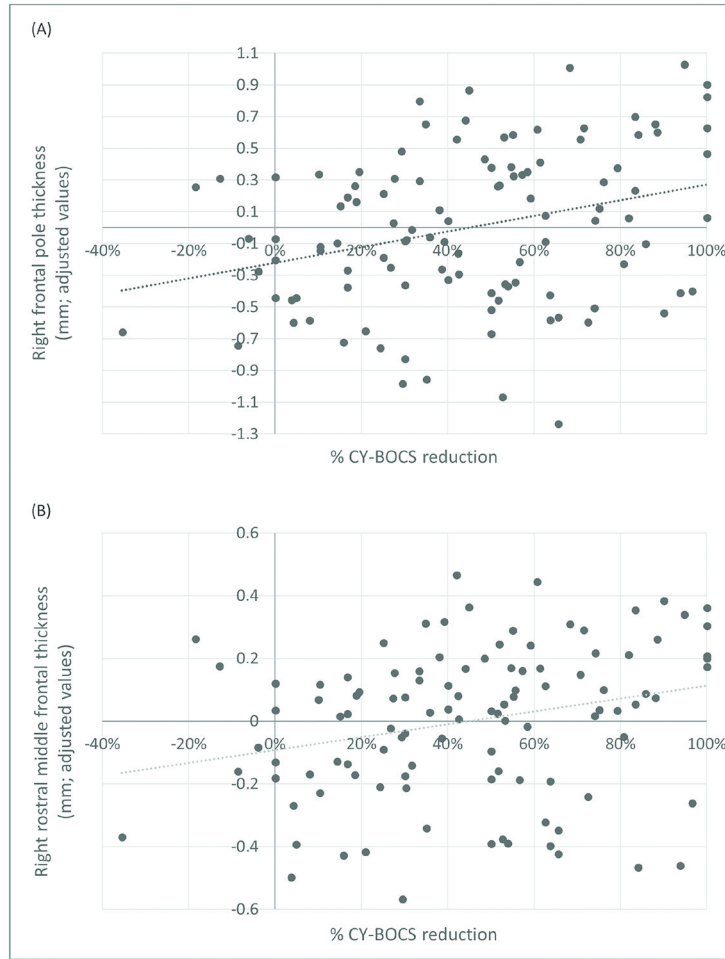 (A)
1.1
0.9
0.7
0.5
0.3
0.1
-40% -20% -0.1 0% 20% 40% 60% 80% 100%
-0.3
-0.5
-0.7
-0.9
-1.1
-1.3
Right frontal pole thickness
(mm; adjusted values)
% CY-BOCS reduction
(B)
0.6
0.4
0.2
0
-40% -20% 0% 20% 40% 60% 80% 100%
-0.2
-0.4
-0.6
Right rostral middle frontal thickness
(mm; adjusted values)
% CY-BOCS reduction